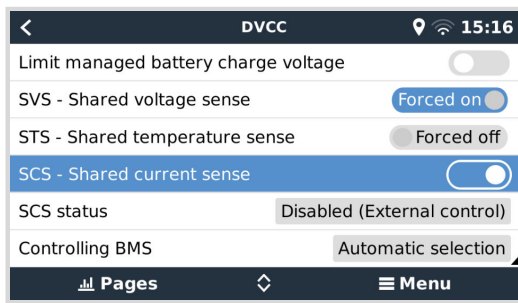 DVCC 15:16
Limit managed battery charge voltage
SVS - Shared voltage sense Forced on
STS - Shared temperature sense Forced off
SCS - Shared current sense
SCS status Disabled (External control)
Controlling BMS Automatic selection
Pages Menu